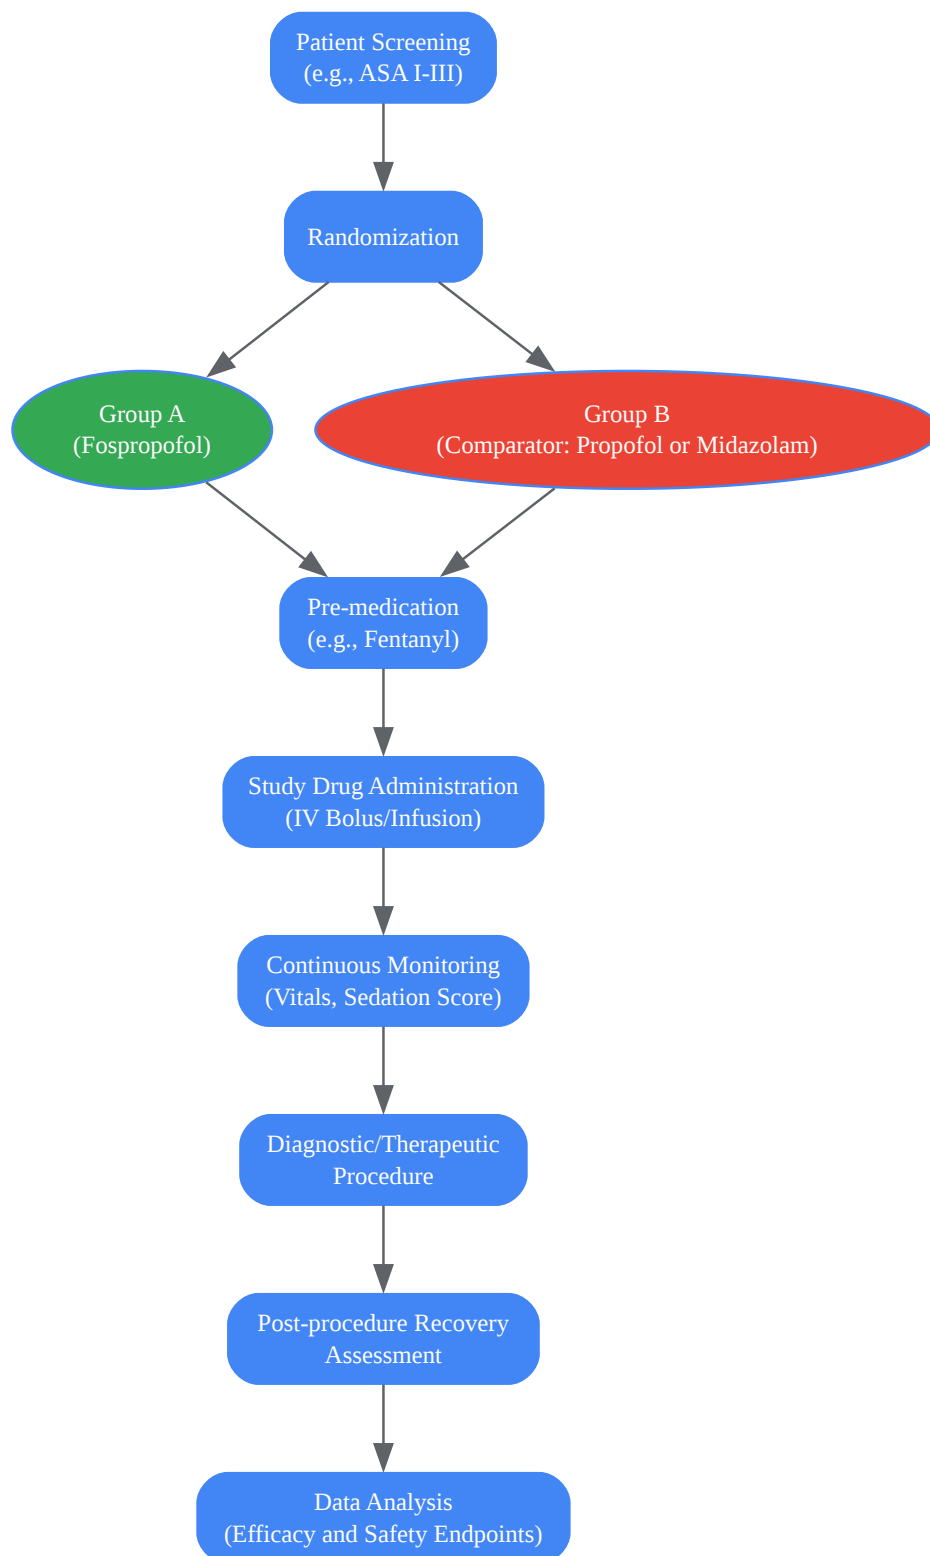 Patient Screening
(e.g., ASA I-III)
Randomization
Group A
(Fospropofol)
Group B
(Comparator: Propofol or Midazolam)
Pre-medication
(e.g., Fentanyl)
Study Drug Administration
(IV Bolus/Infusion)
Continuous Monitoring
(Vitals, Sedation Score)
Diagnostic/Therapeutic
Procedure
Post-procedure Recovery
Assessment
Data Analysis
(Efficacy and Safety Endpoints)